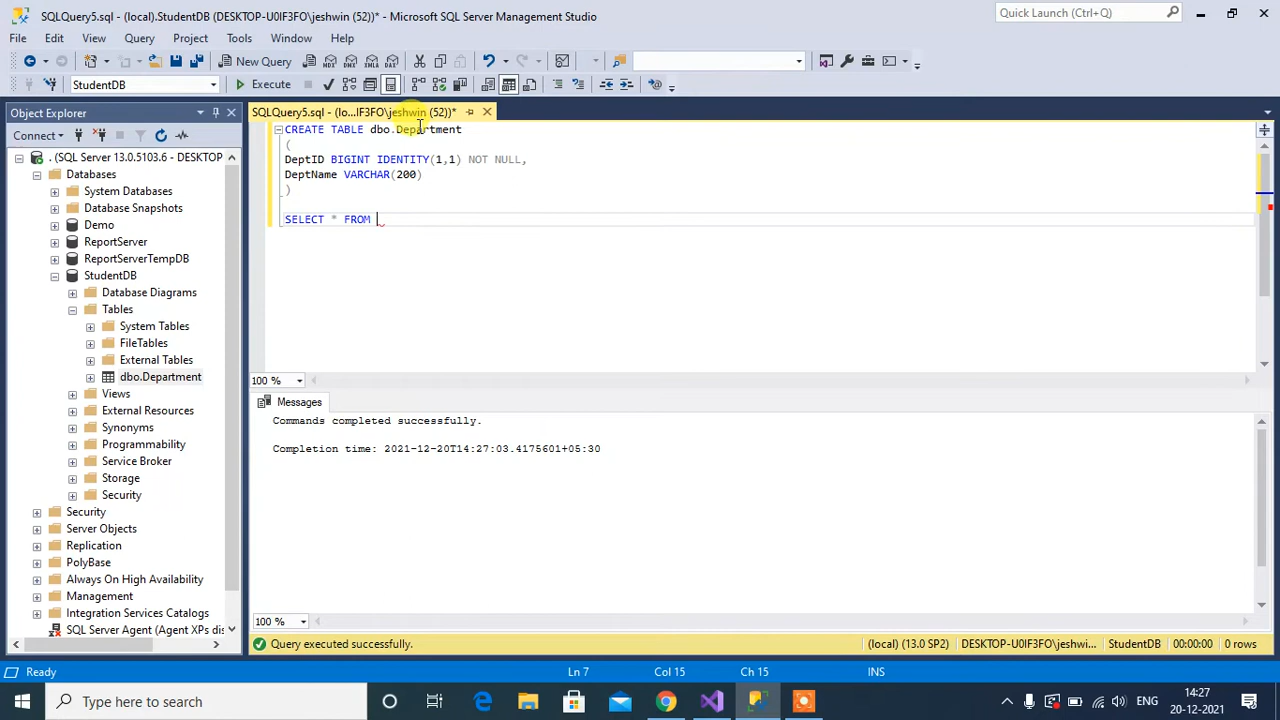 SQLQuery5.sql - (local).StudentDB (DESKTOP-U0IF3FO\jeshwin (52))* - Microsoft SQL Server Management Studio
Quick Launch (Ctrl+Q)
File Edit View Query Project Tools Window Help
New Query
MDX DMX XMLA DAX
StudentDB
Execute
Object Explorer
SQLQuery5.sql - (lo...IF3FO\jeshwin (52))*
Connect
. (SQL Server 13.0.5103.6 - DESKTOP
Databases
System Databases
Database Snapshots
Demo
ReportServer
ReportServerTempDB
StudentDB
Database Diagrams
Tables
System Tables
FileTables
External Tables
dbo.Department
Views
External Resources
Synonyms
Programmability
Service Broker
Storage
Security
Security
Server Objects
Replication
PolyBase
Always On High Availability
Management
Integration Services Catalogs
SQL Server Agent (Agent XPs dis
CREATE TABLE dbo.Department
(
DeptID BIGINT IDENTITY(1,1) NOT NULL,
DeptName VARCHAR(200)
)
SELECT * FROM
100 %
Messages
Commands completed successfully.
Completion time: 2021-12-20T14:27:03.4175601+05:30
100 %
Query executed successfully.
(local) (13.0 SP2)
DESKTOP-U0IF3FO\jeshwi...
StudentDB
00:00:00
0 rows
Ready
Ln 7
Col 15
Ch 15
INS
Type here to search
ENG
14:27
20-12-2021